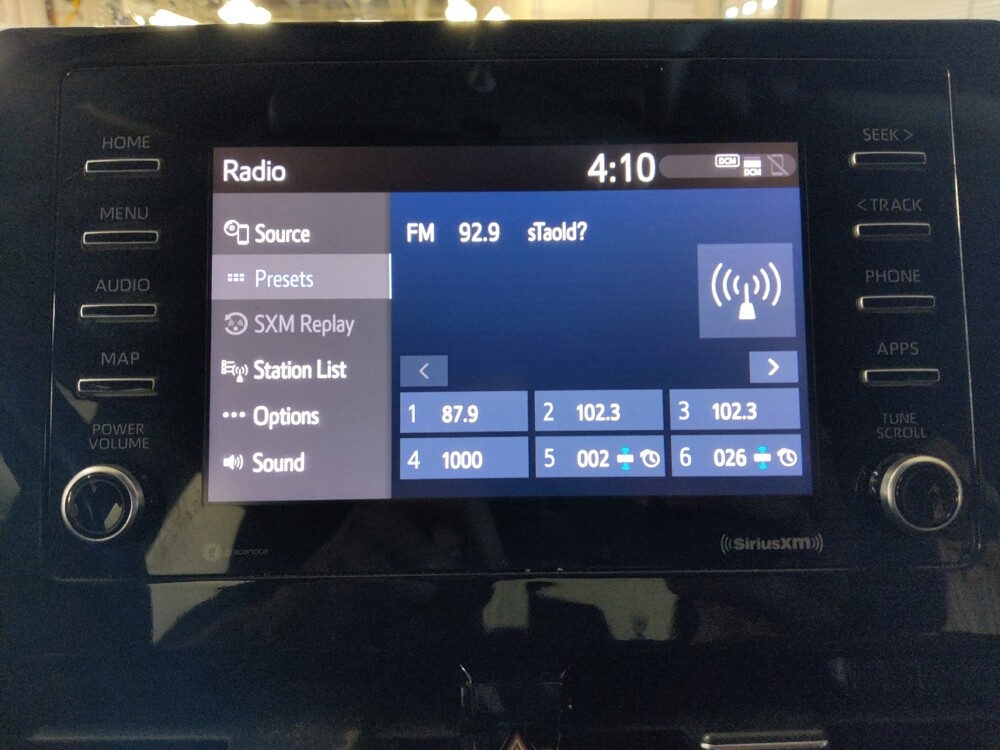 HOME
MENU
AUDIO
MAP
POWER
VOLUME
Radio
4:10
DCM
DCM
Source
Presets
SXM Replay
Station List
Options
Sound
FM 92.9 sTaold?
<
>
1 87.9
2 102.3
3 102.3
4 1000
5 002
6 026
SEEK >
< TRACK
PHONE
APPS
TUNE
SCROLL
gracenote
((SiriusXM))